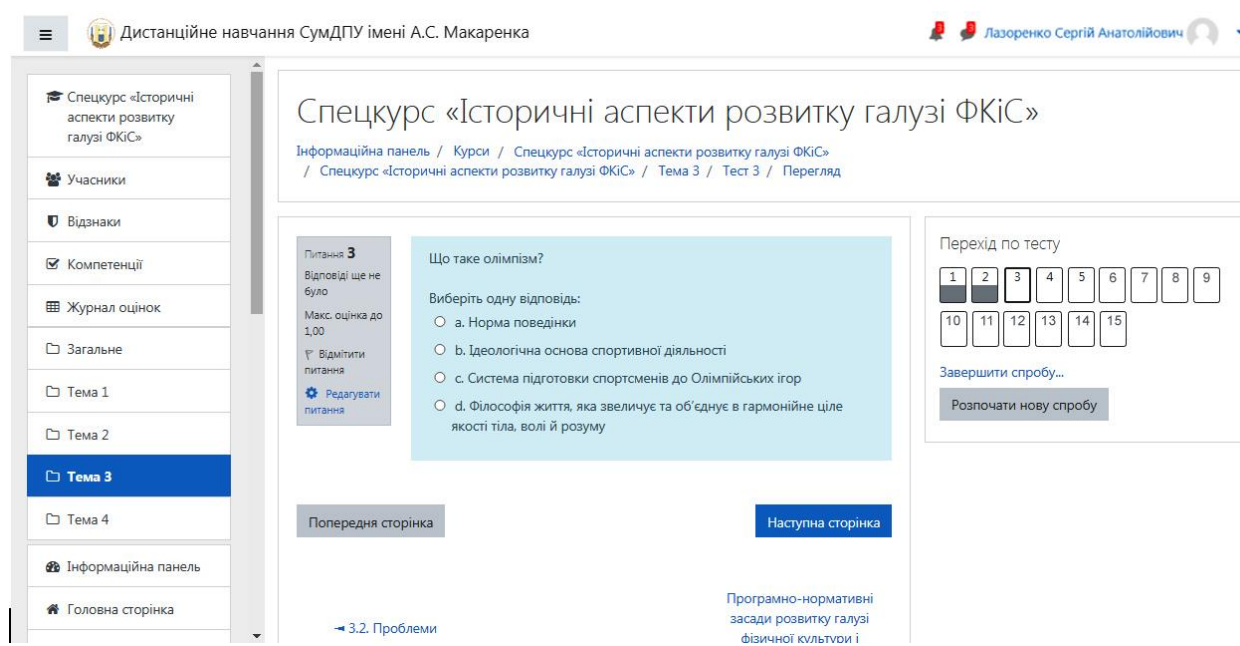 Дистанційне навчання СумДПУ імені А.С. Макаренка
Лазоренко Сергій Анатолійович
Спецкурс «Історичні
аспекти розвитку
галузі ФКіС»
Учасники
Відзнаки
Компетенції
Журнал оцінок
Загальне
Тема 1
Тема 2
Тема 3
Тема 4
Інформаційна панель
Головна сторінка
Спецкурс «Історичні аспекти розвитку галузі ФКіС»
Інформаційна панель / Курси / Спецкурс «Історичні аспекти розвитку галузі ФКіС»
/ Спецкурс «Історичні аспекти розвитку галузі ФКіС» / Тема 3 / Тест 3 / Перегляд
Питання 3
Відповіді ще не
було
Макс. оцінка до
1,00
Відмітити
питання
Редагувати
питання
Що таке олімпізм?
Виберіть одну відповідь:
a. Норма поведінки
b. Ідеологічна основа спортивної діяльності
c. Система підготовки спортсменів до Олімпійських ігор
d. Філософія життя, яка звеличує та об’єднує в гармонійне ціле
якості тіла, волі й розуму
Попередня сторінка
Наступна сторінка
◄ 3.2. Проблеми
Програмно-нормативні
засади розвитку галузі
фізичної культури і
Перехід по тесту
1 2 3 4 5 6 7 8 9
10 11 12 13 14 15
Завершити спробу...
Розпочати нову спробу